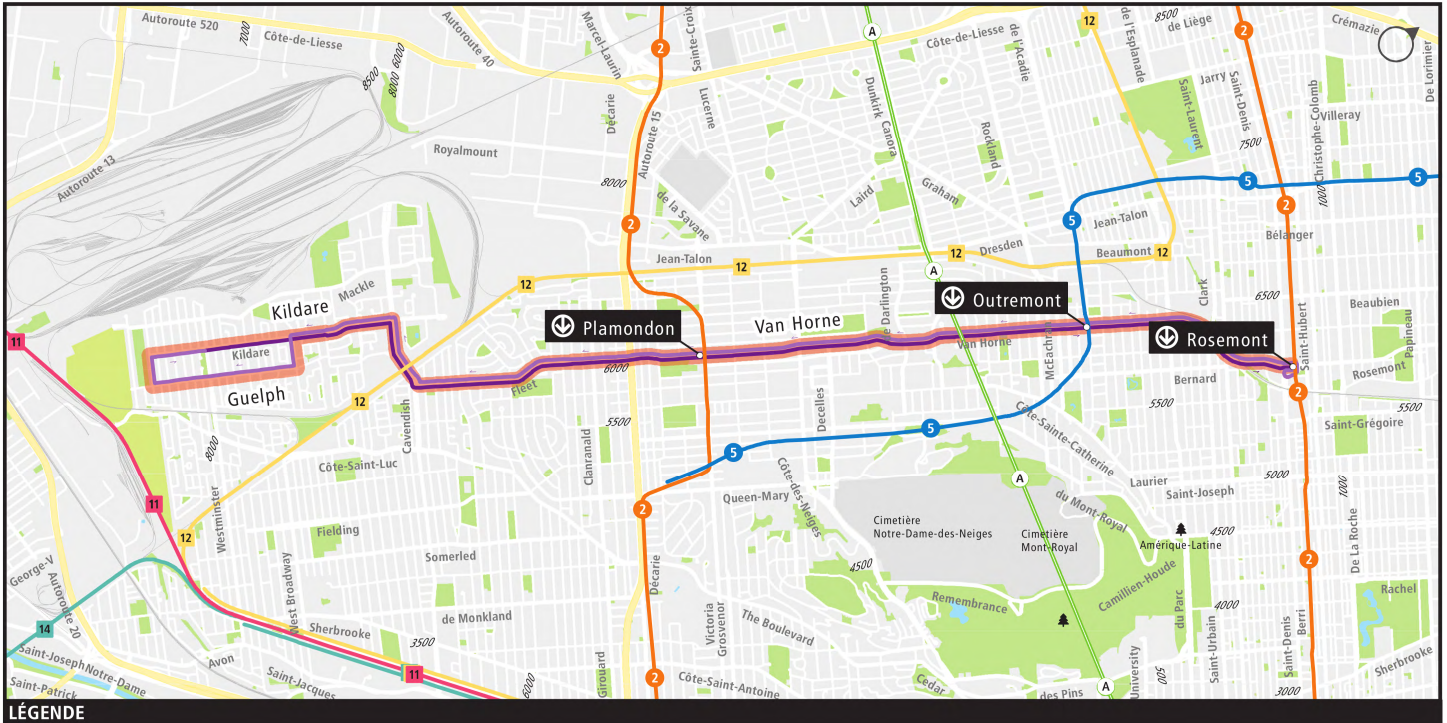 Autoroute 520
7000
Côte-de-Liesse
8500
8000 6000
Autoroute 40
Marcel-Laurin
Sainte-Croix
2
A
Côte-de-Liesse
de l'Acadie
12
de l'Esplanade
8500
de Liège
2
Crémazie
De Lorimier
Décarie
Lucerne
Autoroute 15
Dunkirk
Canora
Rockland
Jarry
Saint-Laurent
Saint-Denis
7500
Christophe-Colomb
Villeray
Autoroute 13
Royalmount
8000
de la Savane
Laird
Graham
5
5
1000
2
2
5
Jean-Talon
Bélanger
Jean-Talon
12
12
Dresden
Beaumont
12
12
A
Mackle
Kildare
Kildare
Guelph
Plamondon
Van Horne
Darlington
Outremont
Van Horne
McEachran
Clark
6500
Rosemont
Saint-Hubert
Beaubien
Papineau
Rosemont
11
6000
Fleet
Bernard
5500
2
5500
Saint-Grégoire
12
Cavendish
5500
Clanranald
Decelles
5
5
Côte-Sainte-Catherine
8000
Côte-Saint-Luc
Westminster
Queen-Mary
Côte-des-Neiges
A
Laurier
Saint-Joseph
5000
1000
11
2
12
Fielding
Somerled
Cimetière
Notre-Dame-des-Neiges
Cimetière
Mont-Royal
du Mont-Royal
4500
Amérique-Latine
2
De La Roche
4500
George-V
Autoroute 20
West Broadway
Décarie
Remembrance
Camillien-Houde
Rachel
14
Sherbrooke
de Monkland
3500
Victoria
Grosvenor
The Boulevard
du Parc
4000
Saint-Urbain
Saint-Denis
Berri
Saint-Joseph
Notre-Dame
Saint-Patrick
Avon
Saint-Jacques
11
6000
Girouard
2
Côte-Saint-Antoine
Cedar
A
des Pins
University
500
3000
Sherbrooke
LÉGENDE